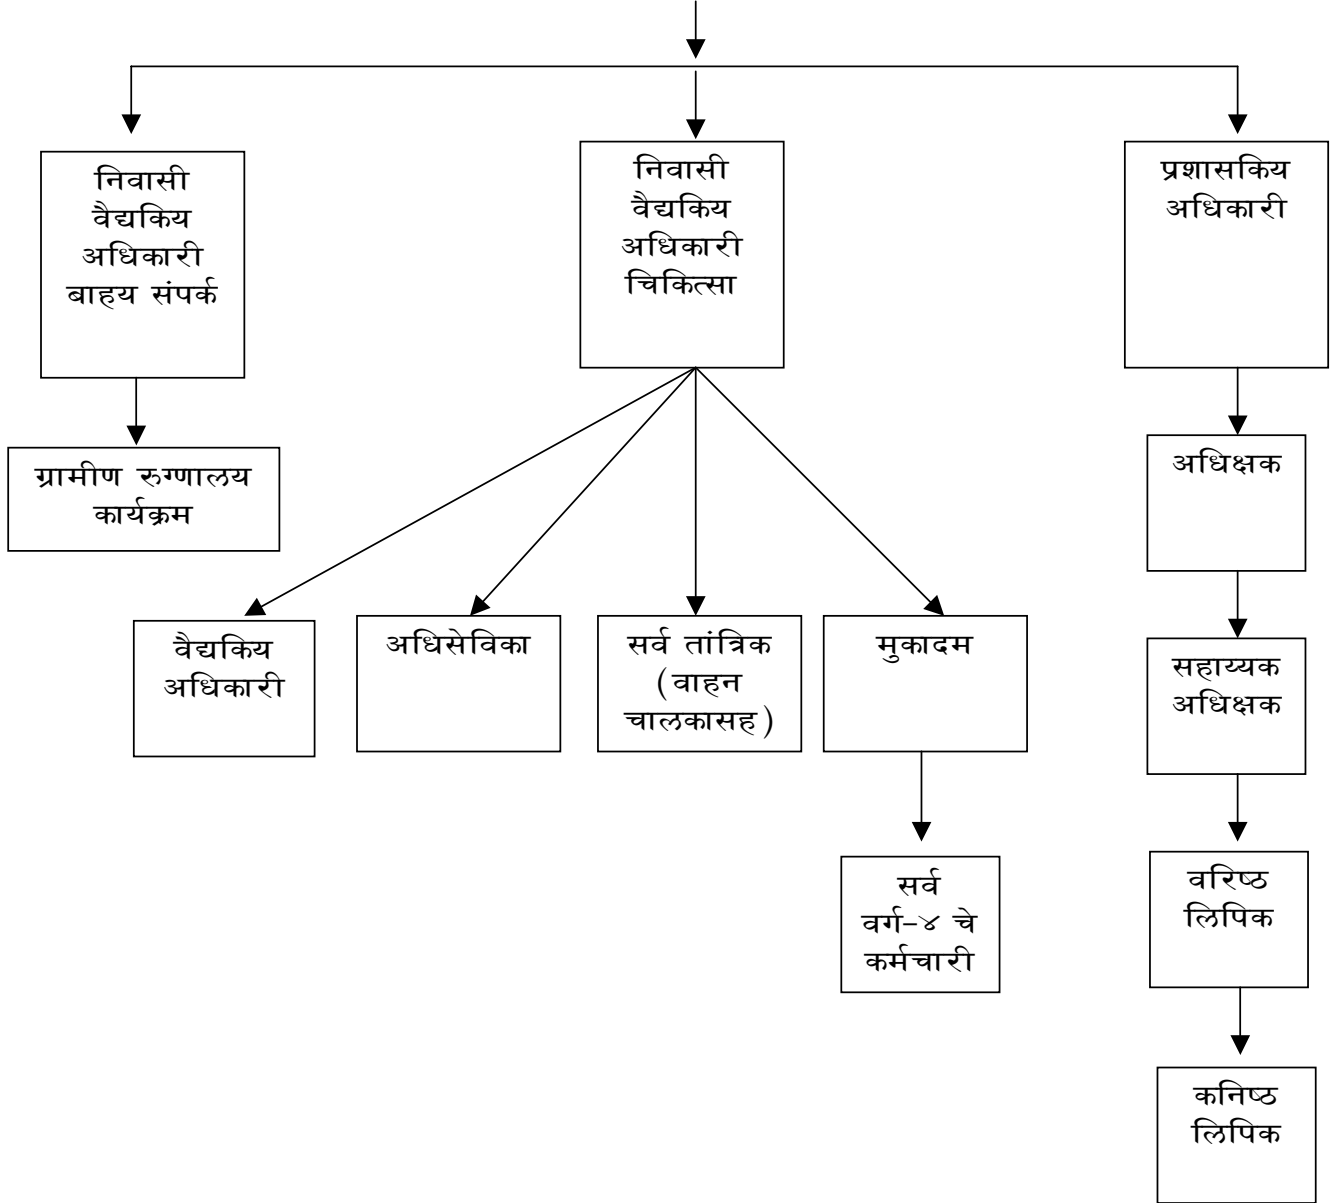 निवासी
वैद्यकिय
अधिकारी
बाहय संपर्क
निवासी
वैद्यकिय
अधिकारी
चिकित्सा
प्रशासकिय
अधिकारी
ग्रामीण रुग्णालय
कार्यक्रम
अधिक्षक
वैद्यकिय
अधिकारी
अधिसेविका
सर्व तांत्रिक
(वाहन
चालकासह)
मुकादम
सहाय्यक
अधिक्षक
सर्व
वर्ग-४ चे
कर्मचारी
वरिष्ठ
लिपिक
कनिष्ठ
लिपिक